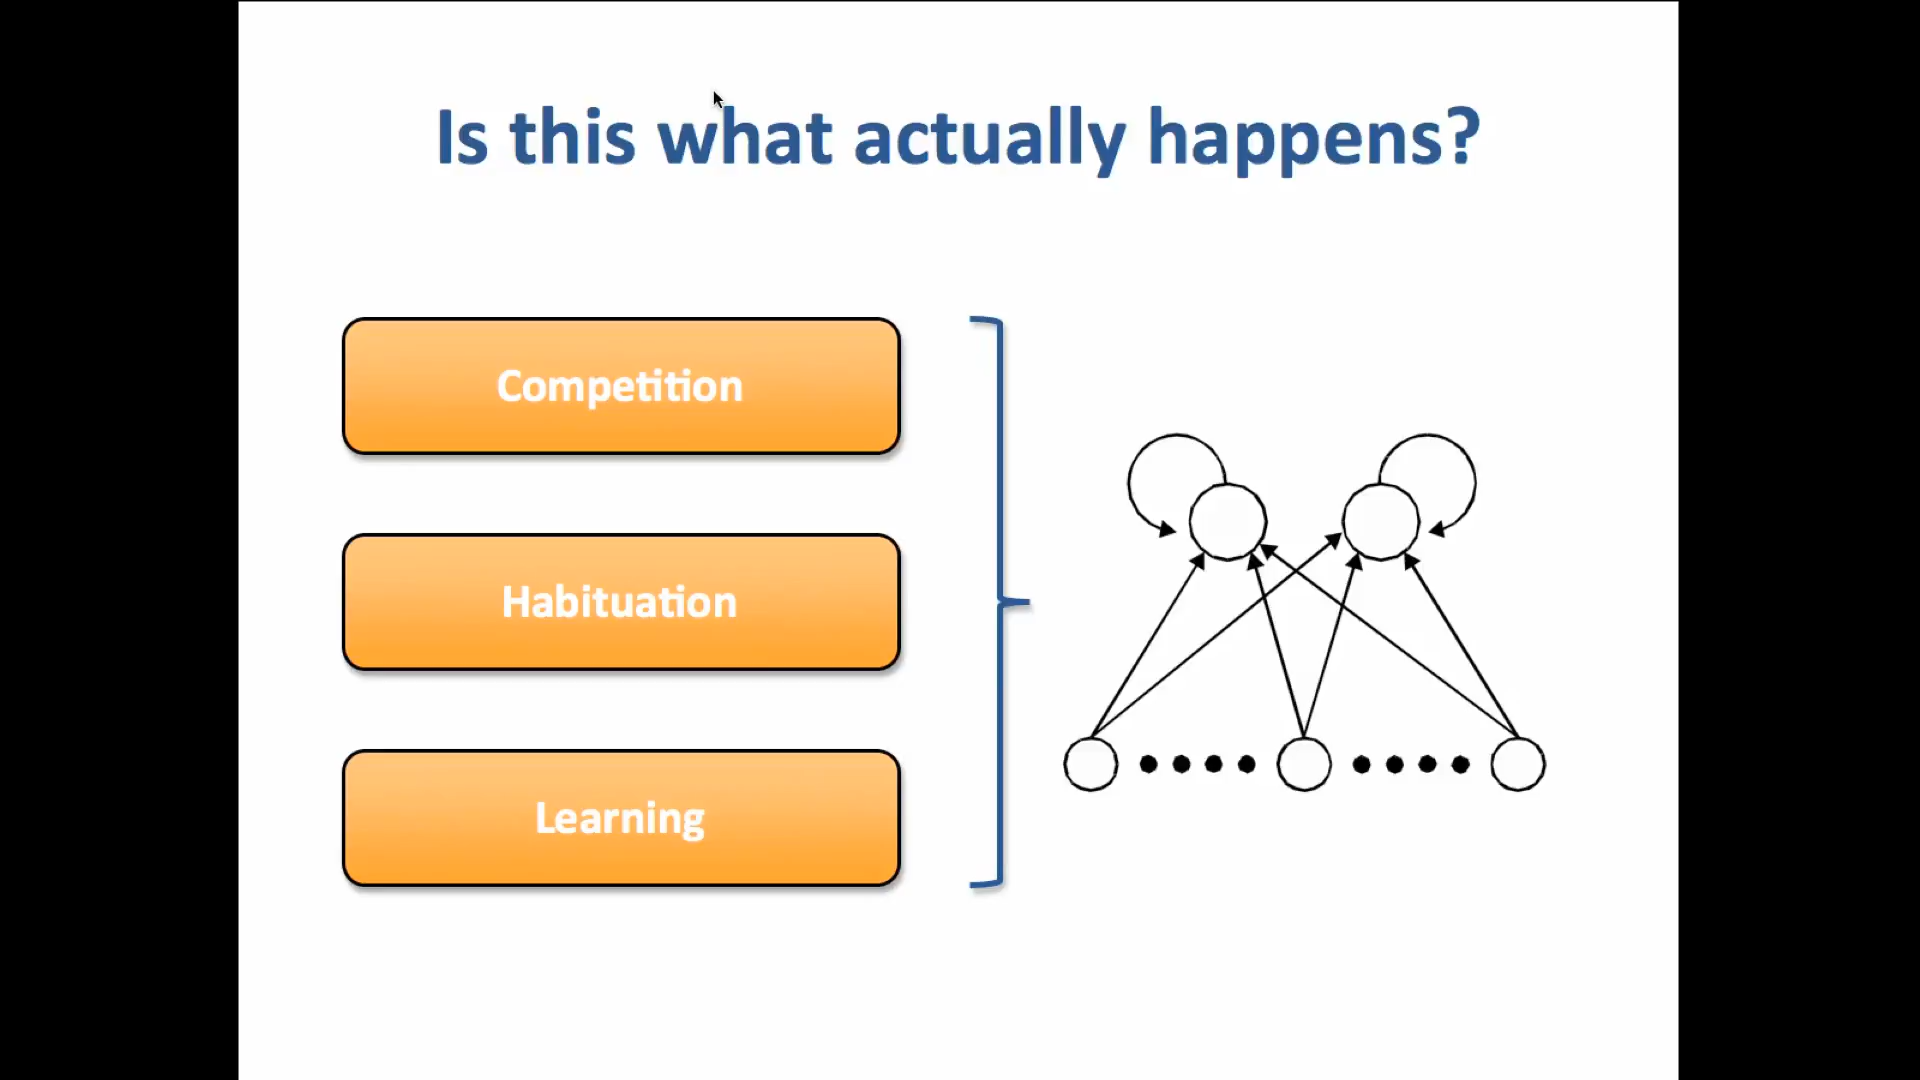 Is this what actually happens?
Competition
Habituation
Learning